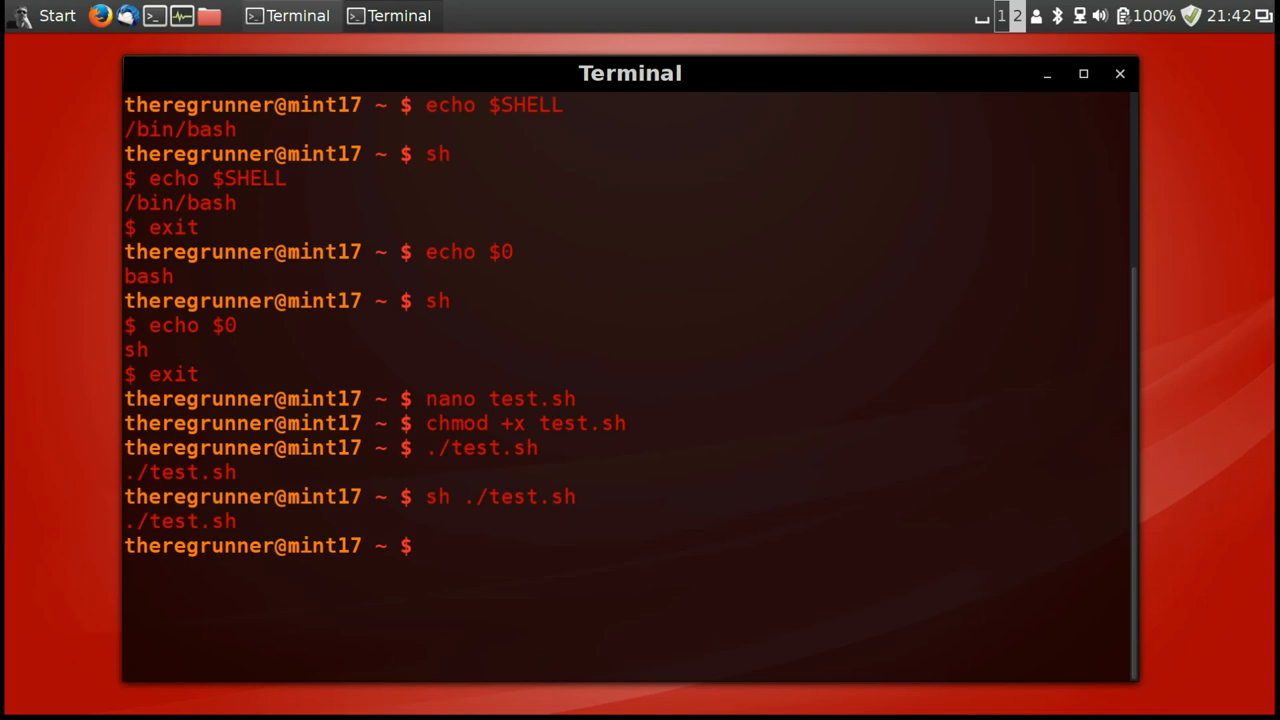 Start Terminal Terminal 1 2 100% 21:42
Terminal
theregrunner@mint17 ~ $ echo $SHELL
/bin/bash
theregrunner@mint17 ~ $ sh
$ echo $SHELL
/bin/bash
$ exit
theregrunner@mint17 ~ $ echo $0
bash
theregrunner@mint17 ~ $ sh
$ echo $0
sh
$ exit
theregrunner@mint17 ~ $ nano test.sh
theregrunner@mint17 ~ $ chmod +x test.sh
theregrunner@mint17 ~ $ ./test.sh
./test.sh
theregrunner@mint17 ~ $ sh ./test.sh
./test.sh
theregrunner@mint17 ~ $